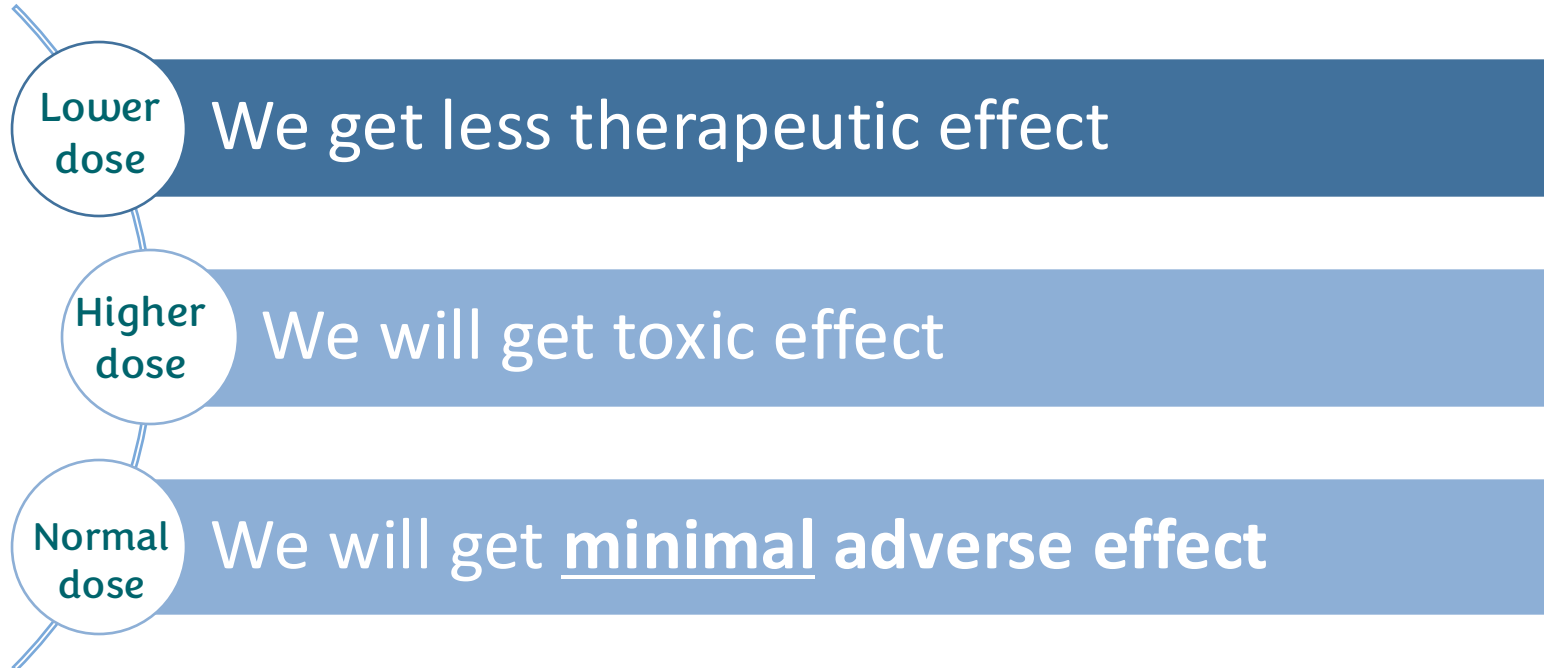 Lower
dose
We get less therapeutic effect
Higher
dose
We will get toxic effect
Normal
dose
We will get minimal adverse effect